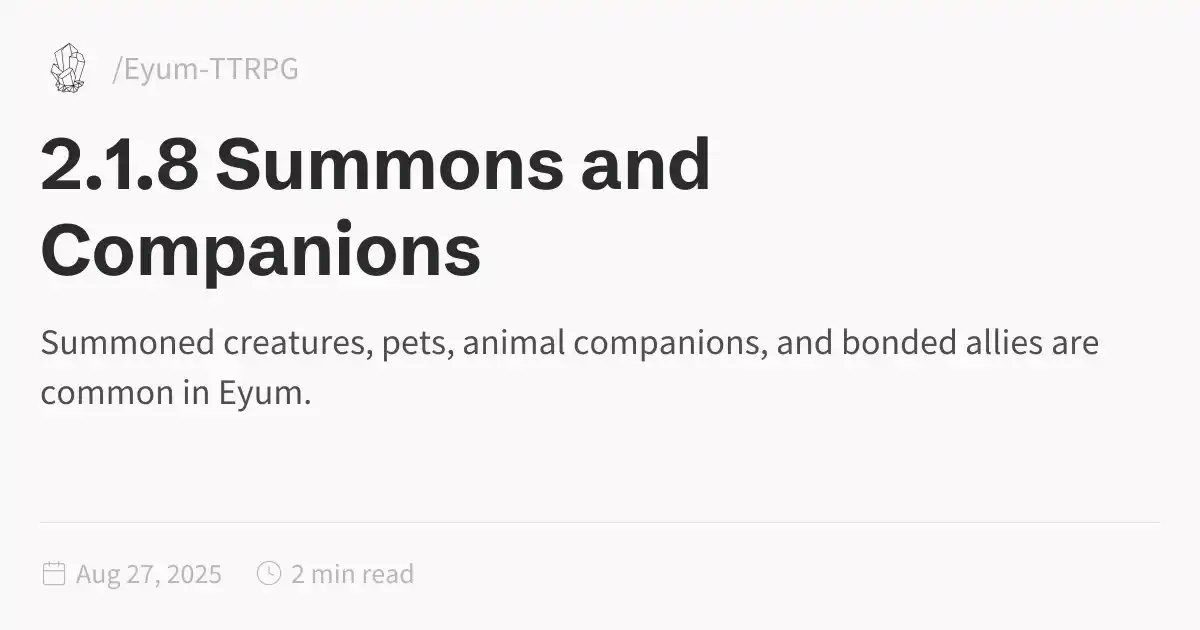 /Eyum-TTRPG
2.1.8 Summons and
Companions
Summoned creatures, pets, animal companions, and bonded allies are
common in Eyum.
Aug 27, 2025 2 min read